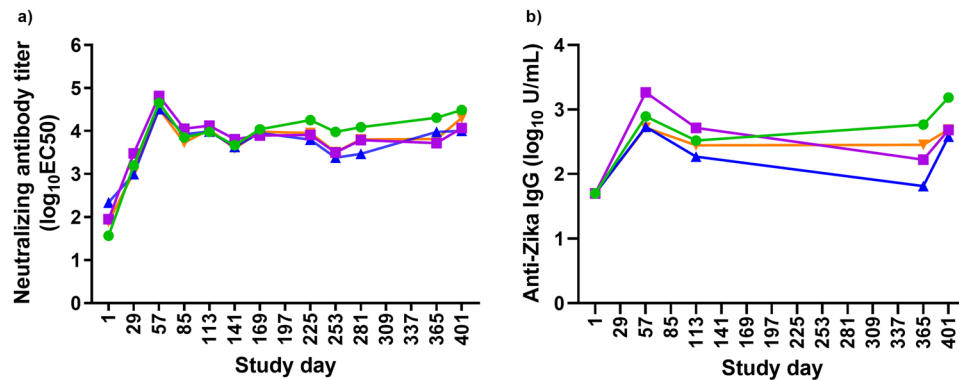 a)
Neutralizing antibody titer
(log10EC50)
6
5
4
3
2
1
0
1 29 57 85 113 141 169 197 225 253 281 309 337 365 401
Study day
b)
Anti-Zika IgG (log10 U/mL)
4
3
2
1
0
1 29 57 85 113 141 169 197 225 253 281 309 337 365 401
Study day